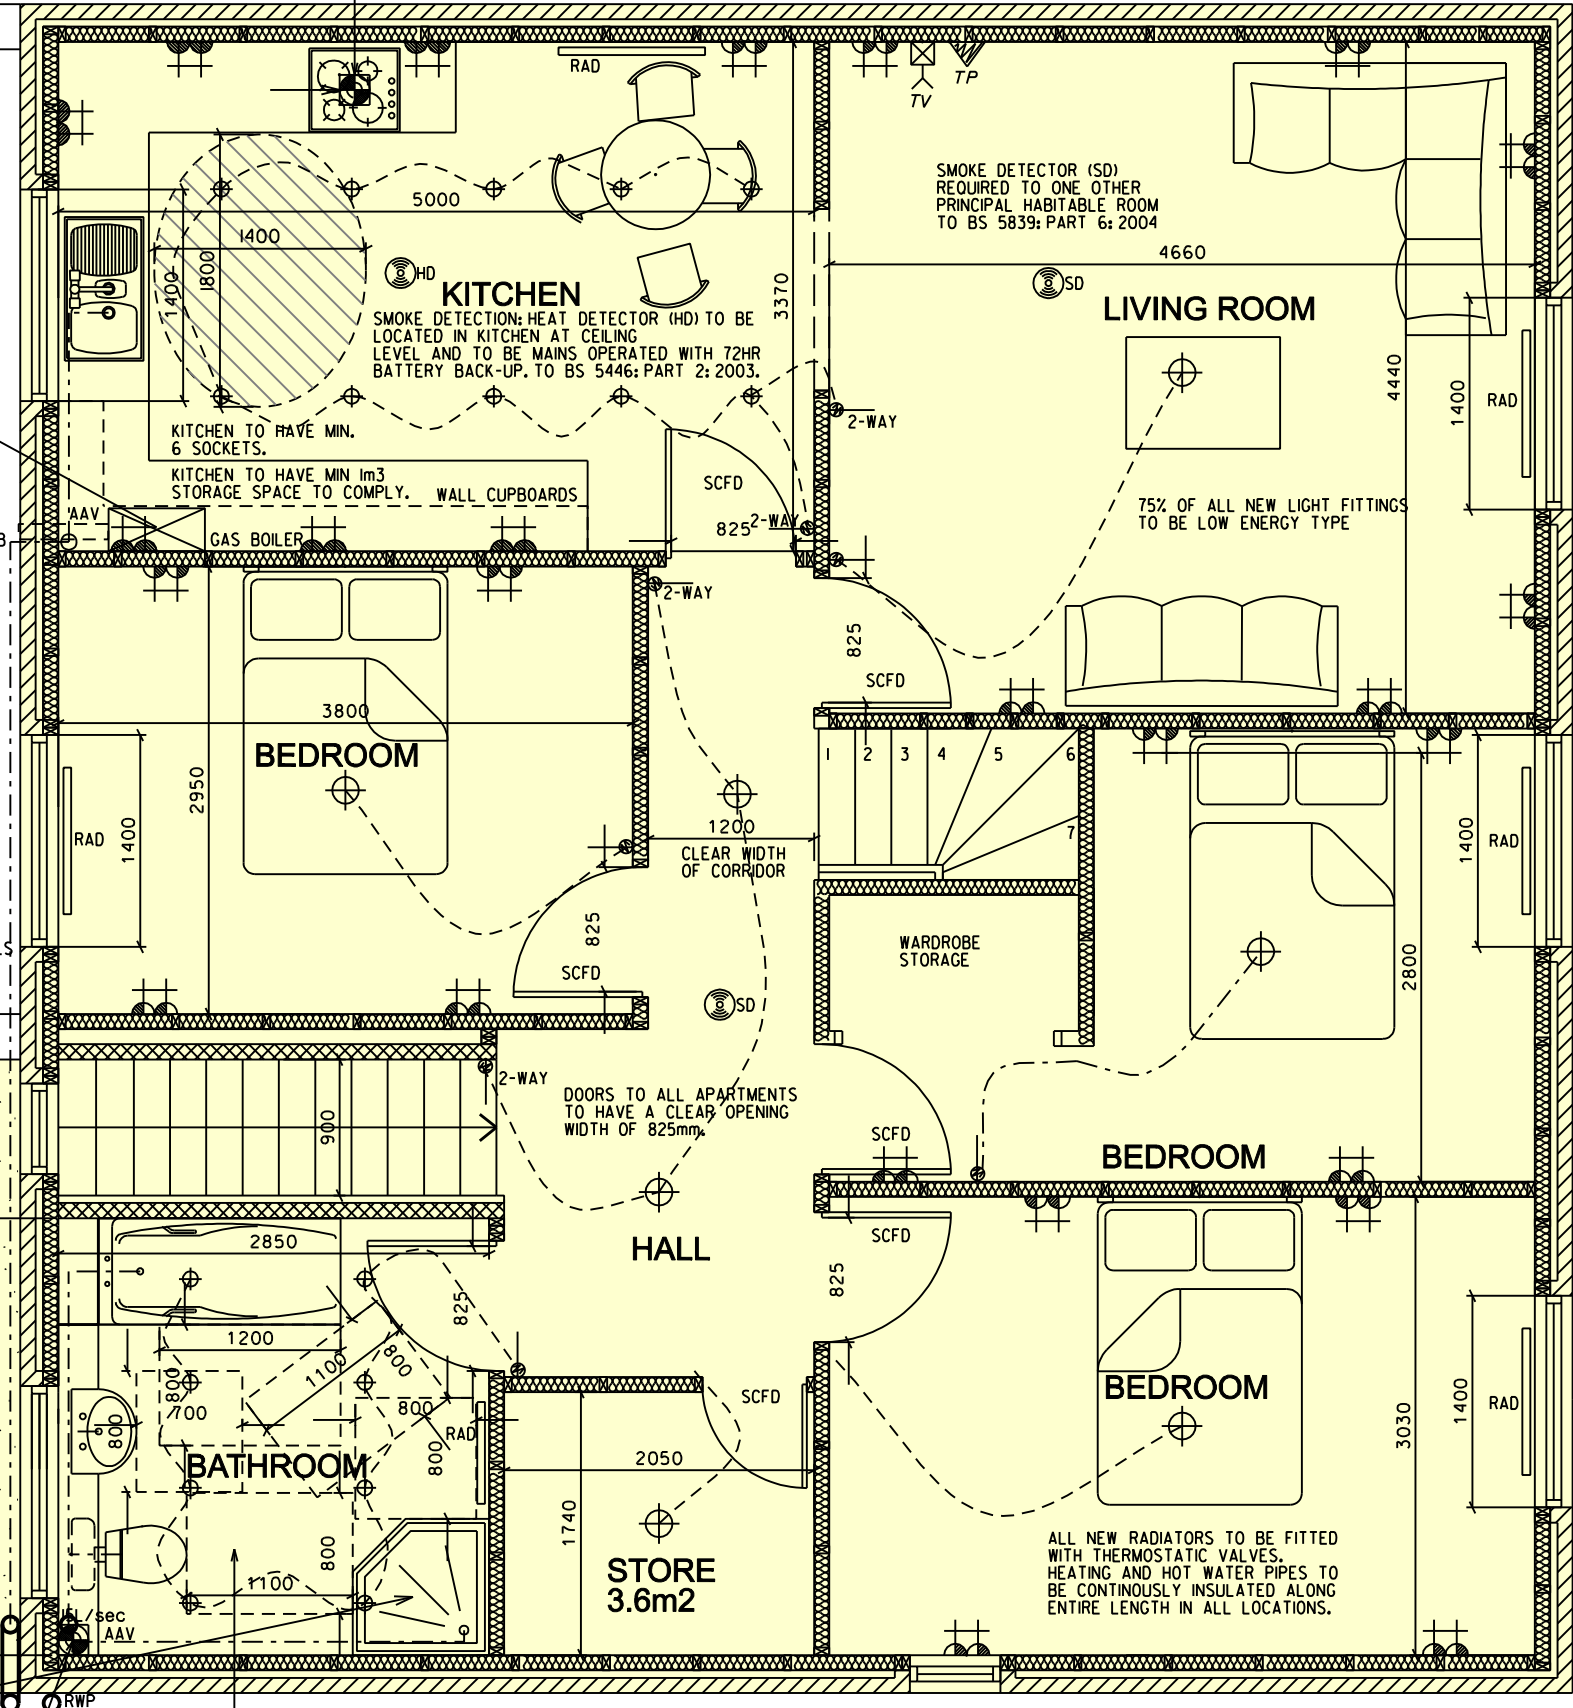 RAD
TV
TP
SMOKE DETECTOR (SD)
REQUIRED TO ONE OTHER
PRINCIPAL HABITABLE ROOM
TO BS 5839: PART 6: 2004
5000
1400
1800
1400
HD
KITCHEN
SMOKE DETECTION: HEAT DETECTOR (HD) TO BE
LOCATED IN KITCHEN AT CEILING
LEVEL AND TO BE MAINS OPERATED WITH 72HR
BATTERY BACK-UP. TO BS 5446: PART 2: 2003.
3370
4660
SD
LIVING ROOM
4440
1400
RAD
2-WAY
KITCHEN TO HAVE MIN.
6 SOCKETS.
KITCHEN TO HAVE MIN 1m3
STORAGE SPACE TO COMPLY.
WALL CUPBOARDS
SCFD
825
2-WAY
75% OF ALL NEW LIGHT FITTINGS
TO BE LOW ENERGY TYPE
AAV
GAS BOILER
2-WAY
825
SCFD
3800
BEDROOM
2950
RAD
1400
825
SCFD
1200
CLEAR WIDTH
OF CORRIDOR
1
2
3
4
5
6
7
WARDROBE
STORAGE
1400
RAD
2800
SD
2-WAY
900
DOORS TO ALL APARTMENTS
TO HAVE A CLEAR OPENING
WIDTH OF 825mm.
SCFD
BEDROOM
SCFD
825
HALL
2850
825
1200
1100
800
800
700
800
800
RAD
800
BATHROOM
800
1100
SCFD
2050
1740
STORE
3.6m2
BEDROOM
3030
1400
RAD
ALL NEW RADIATORS TO BE FITTED
WITH THERMOSTATIC VALVES.
HEATING AND HOT WATER PIPES TO
BE CONTINOUSLY INSULATED ALONG
ENTIRE LENGTH IN ALL LOCATIONS.
AAV
RWP